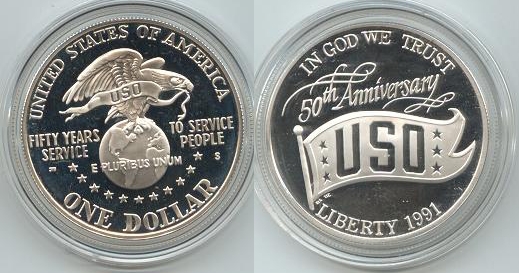 UNITED STATES OF AMERICA
USO
FIFTY YEARS
SERVICE
TO SERVICE
PEOPLE
E PLURIBUS UNUM
S
ONE DOLLAR
IN GOD WE TRUST
50th Anniversary
USO
LIBERTY 1991